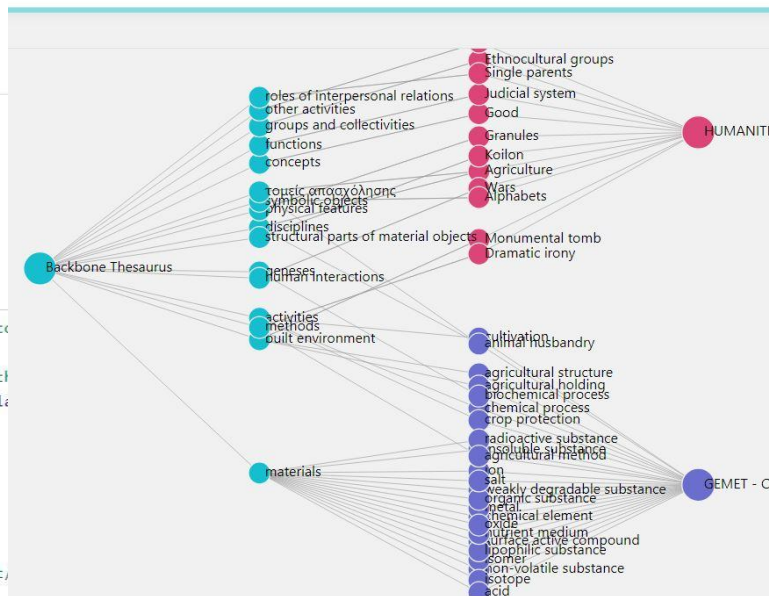 Backbone Thesaurus
roles of interpersonal relations
other activities
groups and collectivities
functions
concepts
τομείς απασχόλησης
symbolic objects
physical features
disciplines
structural parts of material objects
geneses
human interactions
activities
methods
built environment
materials
Ethnocultural groups
Single parents
Judicial system
Good
Granules
Koilon
Agriculture
Wars
Alphabets
Monumental tomb
Dramatic irony
cultivation
animal husbandry
agricultural structure
agricultural holding
biochemical process
chemical process
crop protection
radioactive substance
insoluble substance
agricultural method
ion
salt
weakly degradable substance
organic substance
metal
chemical element
oxide
nutrient medium
surface active compound
lipophilic substance
isomer
non-volatile substance
isotope
acid
HUMANITI
GEMET - C